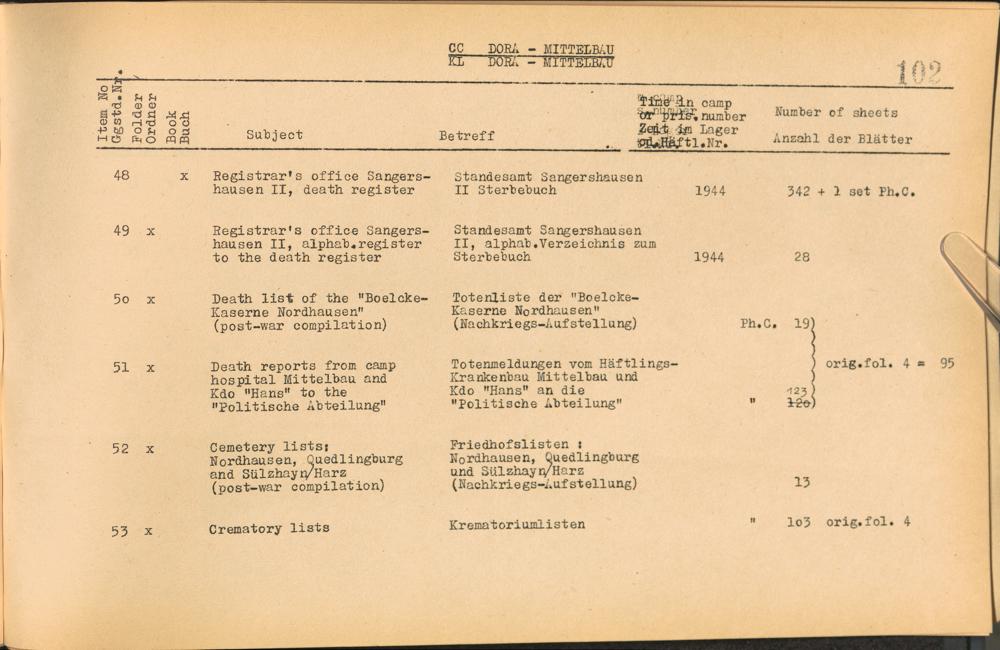 CC DORA - MITTELBAU
KL DORA - MITTELBAU
102
Item No
Ggstd.Nr.
Folder
Ordner
Book
Buch
Subject
Betreff
Time in camp
or pris.number
Zeit im Lager
od.Häftl.Nr.
Number of sheets
Anzahl der Blätter
48 x Registrar's office Sangers- Standesamt Sangershausen
hausen II, death register II Sterbebuch 1944 342 + 1 set Ph.C.
49 x Registrar's office Sangers- Standesamt Sangershausen
hausen II, alphab.register II, alphab.Verzeichnis zum
to the death register Sterbebuch 1944 28
5o x Death list of the "Boelcke- Totenliste der "Boelcke-
Kaserne Nordhausen" Kaserne Nordhausen"
(post-war compilation) (Nachkriegs-Aufstellung) Ph.C. 19)
51 x Death reports from camp Totenmeldungen vom Häftlings- orig.fol. 4 = 95
hospital Mittelbau and Krankenbau Mittelbau und
Kdo "Hans" to the Kdo "Hans" an die 123
"Politische Abteilung" "Politische Abteilung" " 12o)
52 x Cemetery lists: Friedhofslisten :
Nordhausen, Quedlingburg Nordhausen, Quedlingburg
and Sülzhayn/Harz und Sülzhayn/Harz
(post-war compilation) (Nachkriegs-Aufstellung) 13
53 x Crematory lists Krematoriumlisten " 1o3 orig.fol. 4